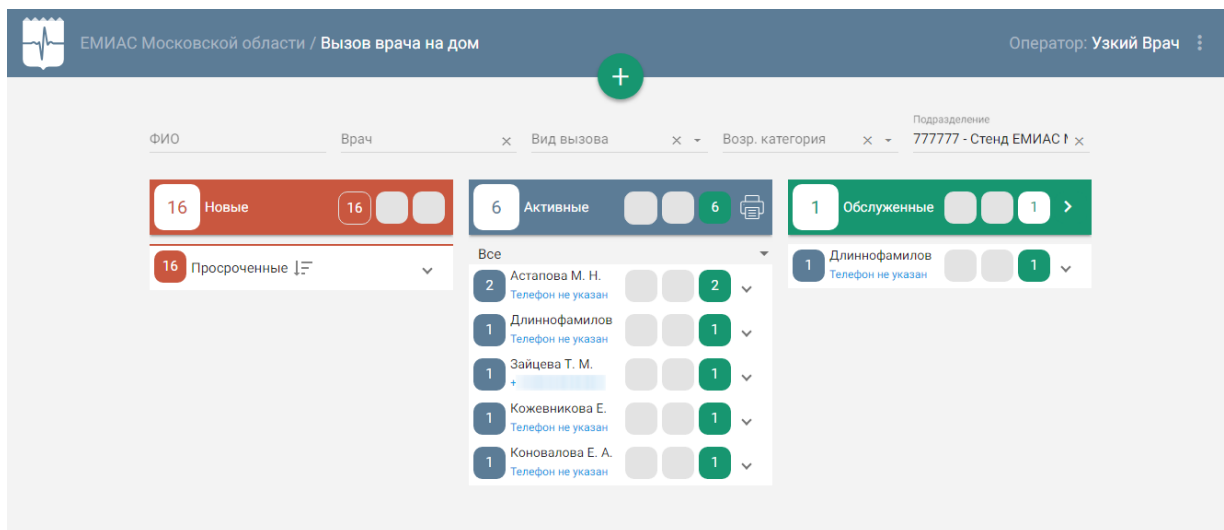 ЕМИАС Московской области / Вызов врача на дом
Оператор: Узкий Врач
+
ФИО
Врач
Вид вызова
Возр. категория
Подразделение
777777 - Стенд ЕМИАС М
16 Новые 16
6 Активные 6
1 Обслуженные 1
16 Просроченные
Все
2 Астапова М. Н. 2
Телефон не указан
1 Длиннофамилов 1
Телефон не указан
1 Зайцева Т. М. 1
+
1 Кожевникова Е. 1
Телефон не указан
1 Коновалова Е. А. 1
Телефон не указан
1 Длиннофамилов 1
Телефон не указан